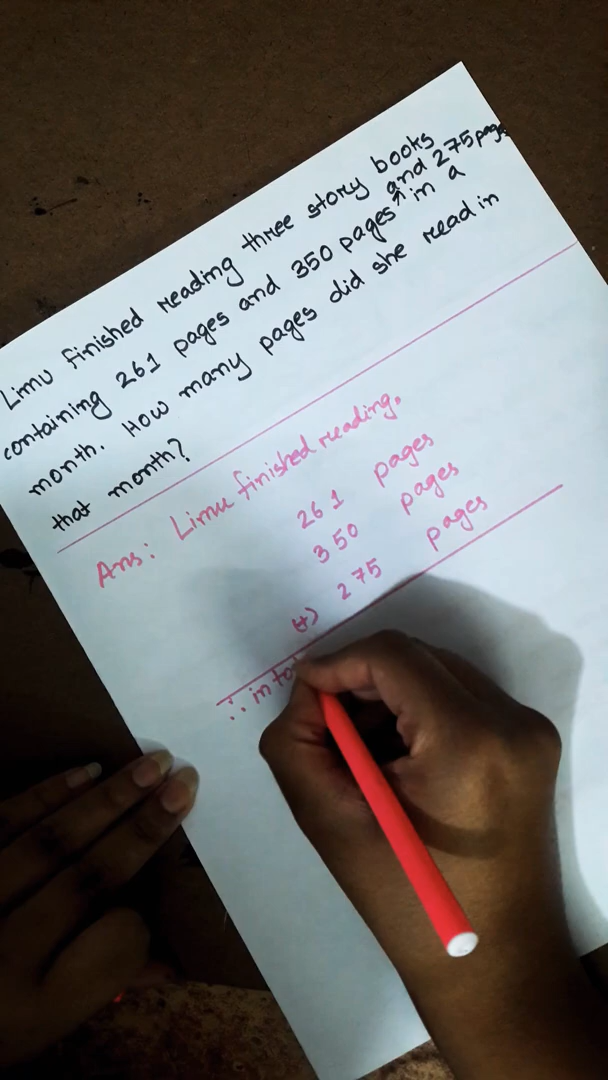 Limu finished reading three story books
and 275 pages
containing 261 pages and 350 pages ^ in a
month. How many pages did she read in
that month?
Ans: Limu finished reading.
261 pages
350 pages
(+) 275 pages
∴ in to